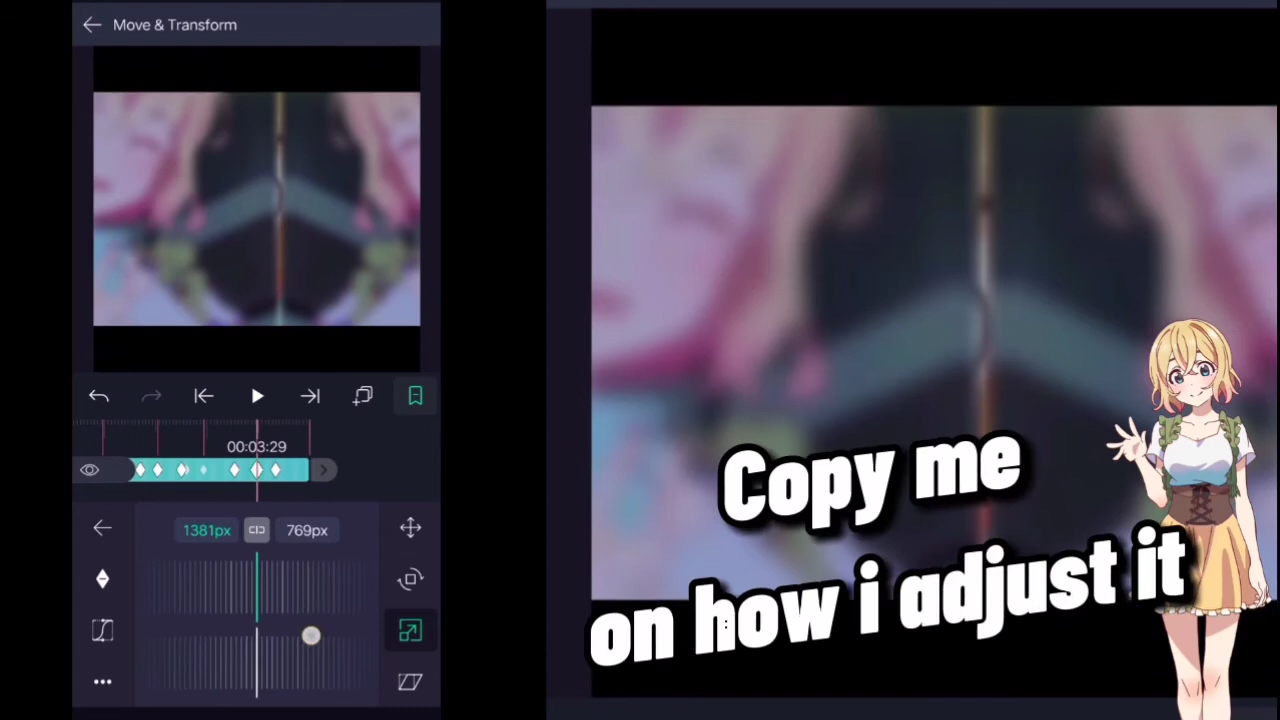 Move & Transform
00:03:29
1381px
769px
Copy me
on how i adjust it